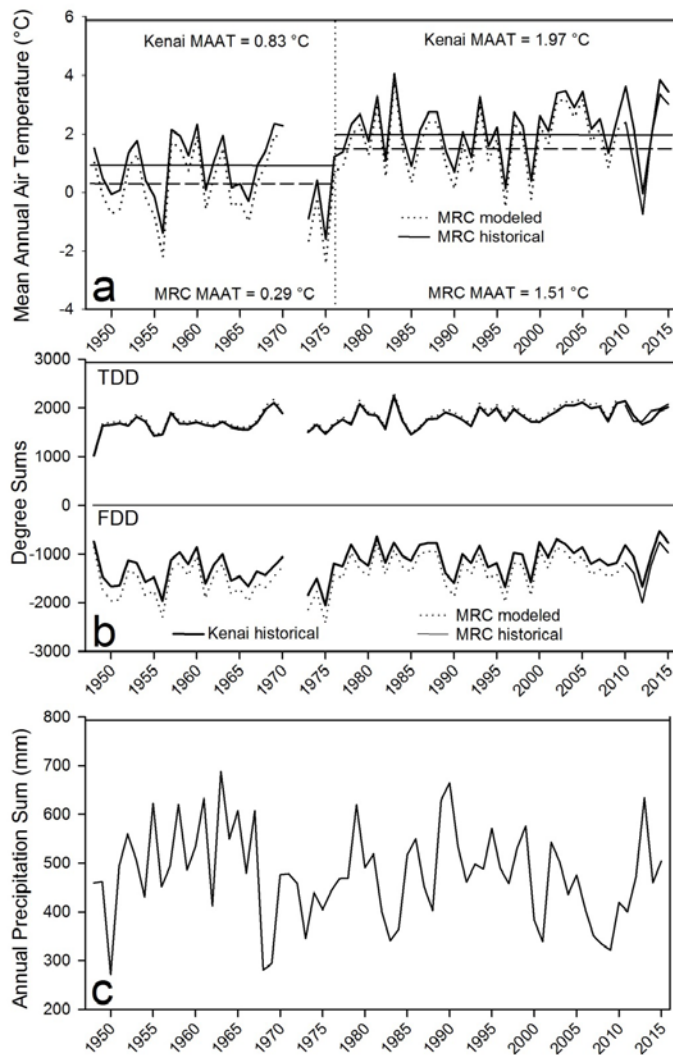 Mean Annual Air Temperature (°C)
6
4
2
0
-2
-4
Kenai MAAT = 0.83 °C
Kenai MAAT = 1.97 °C
MRC modeled
MRC historical
a
MRC MAAT = 0.29 °C
MRC MAAT = 1.51 °C
1950 1955 1960 1965 1970 1975 1980 1985 1990 1995 2000 2005 2010 2015
Degree Sums
3000
2000
1000
0
-1000
-2000
-3000
TDD
FDD
b
Kenai historical
MRC modeled
MRC historical
1950 1955 1960 1965 1970 1975 1980 1985 1990 1995 2000 2005 2010 2015
Annual Precipitation Sum (mm)
800
700
600
500
400
300
200
c
1950 1955 1960 1965 1970 1975 1980 1985 1990 1995 2000 2005 2010 2015